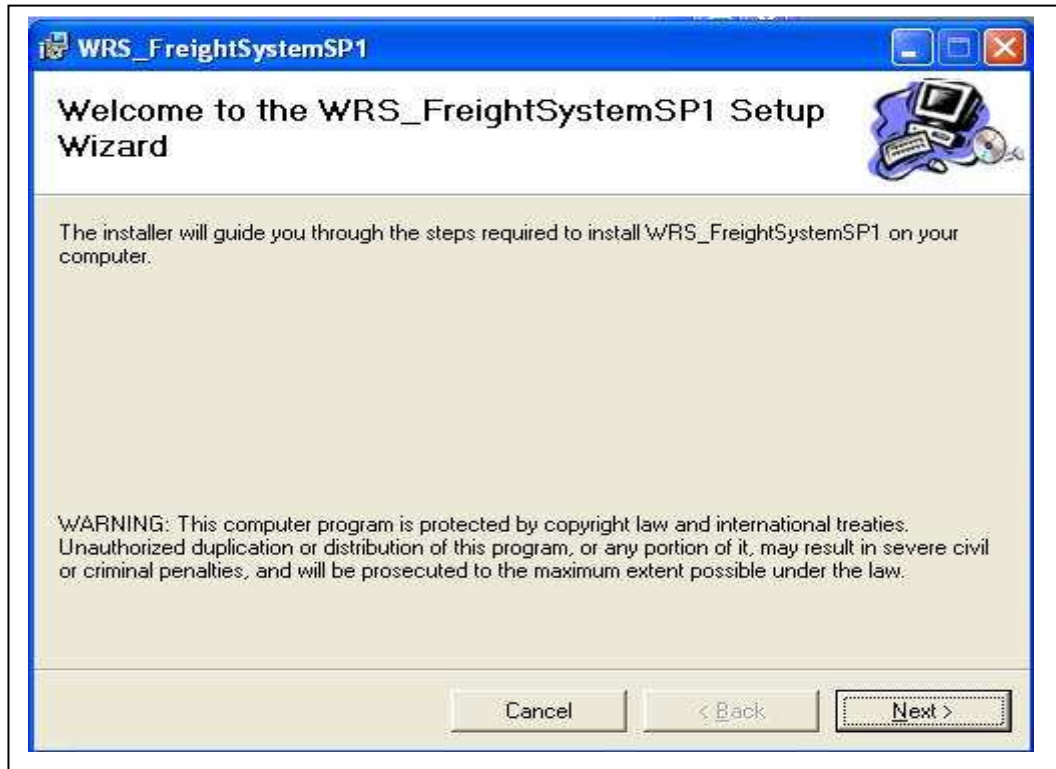 WRS_FreightSystemSP1
Welcome to the WRS_FreightSystemSP1 Setup
Wizard
The installer will guide you through the steps required to install WRS_FreightSystemSP1 on your
computer.
WARNING: This computer program is protected by copyright law and international treaties.
Unauthorized duplication or distribution of this program, or any portion of it, may result in severe civil
or criminal penalties, and will be prosecuted to the maximum extent possible under the law.
Cancel < Back Next >